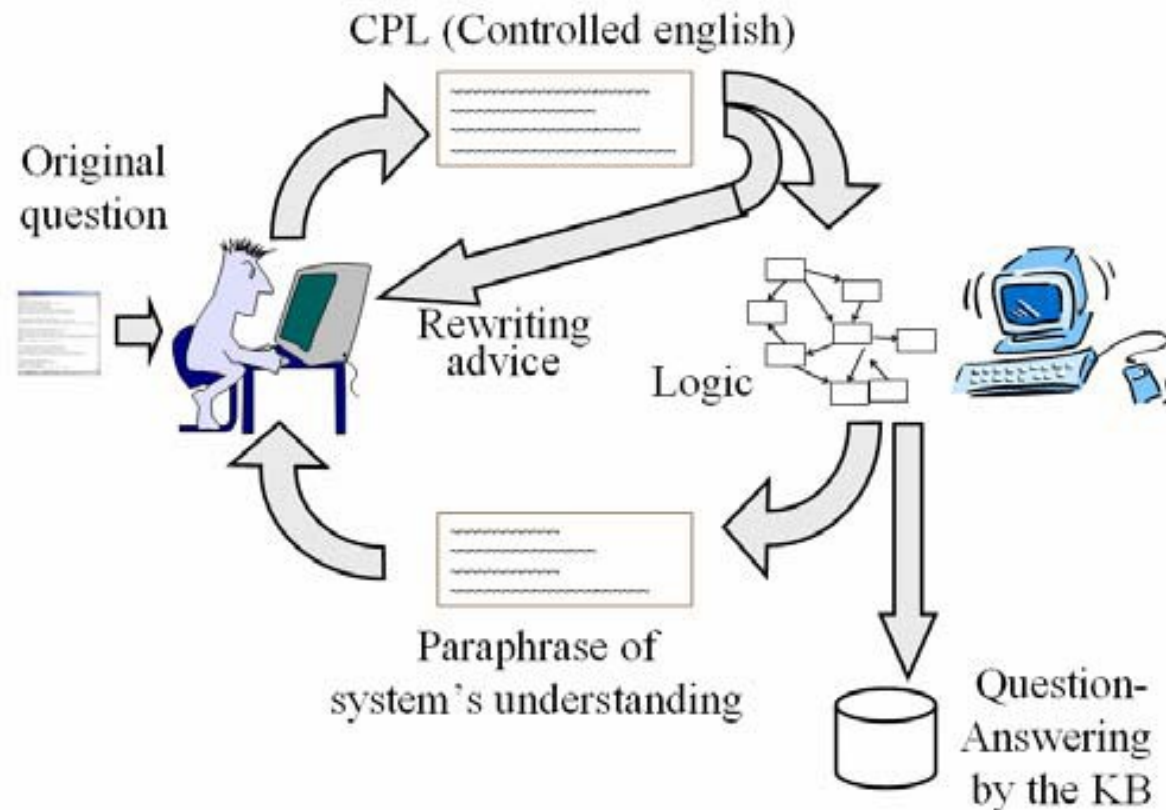 CPL (Controlled english)
Original
question
Rewriting
advice
Logic
Paraphrase of
system's understanding
Question-
Answering
by the KB